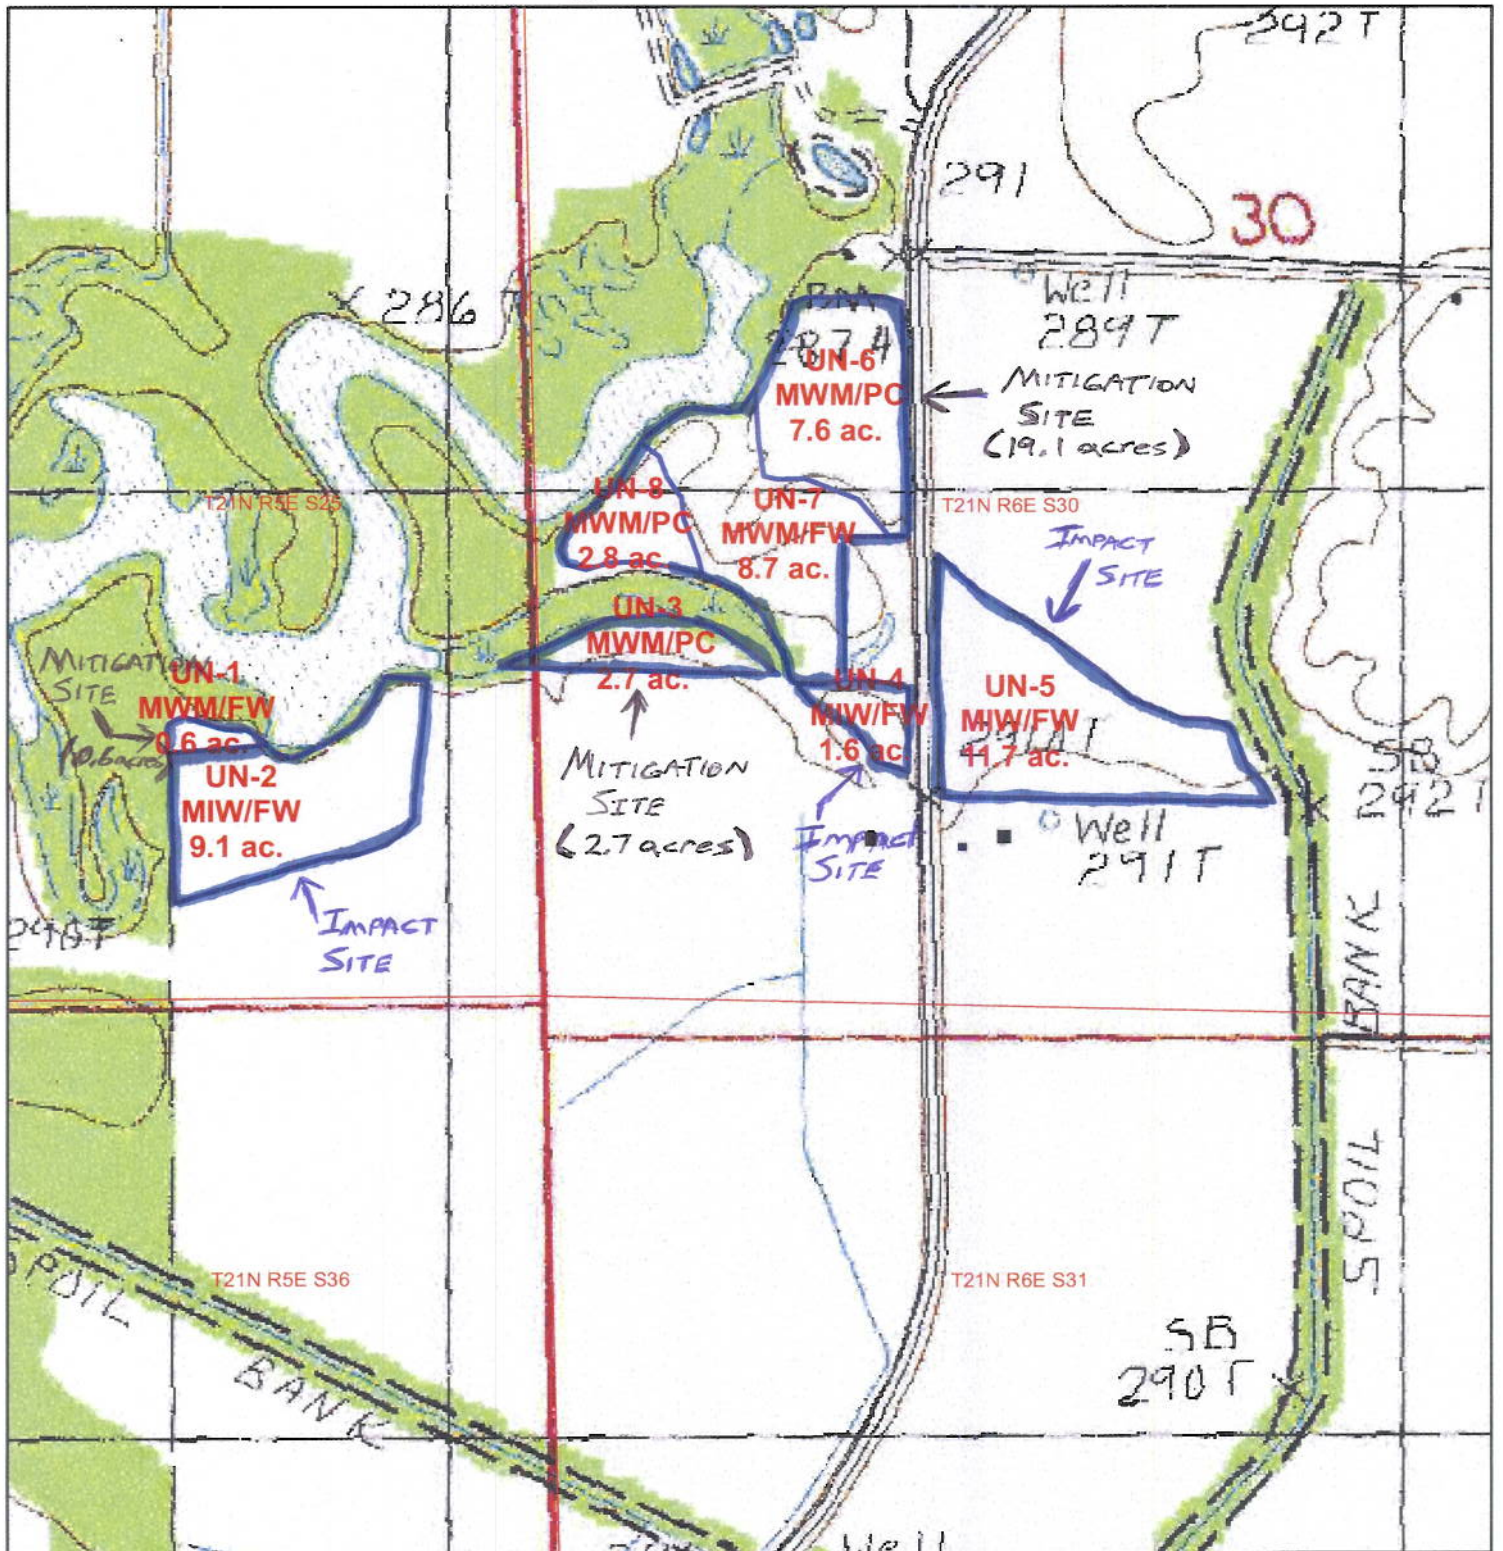 292T
291
30
286 T
Well
289T
BM
287 A
UN-6
MWM/PC
7.6 ac.
MITIGATION
SITE
(19.1 acres)
T21N R5E S25
UN-8
MWM/PC
2.8 ac.
UN-7
MWM/FW
8.7 ac.
T21N R6E S30
IMPACT
SITE
UN-3
MWM/PC
2.7 ac.
MITIGATION
SITE
(2.7 acres)
MITIGATION
SITE
(0.6 acres)
UN-1
MWM/FW
0.6 ac.
UN-2
MIW/FW
9.1 ac.
IMPACT
SITE
UN-4
MIW/FW
1.6 ac.
IMPACT
SITE
UN-5
MIW/FW
11.7 ac.
SB
292T
Well
291T
BANK
SPOIL
T21N R5E S36
T21N R6E S31
SPOIL
BANK
SB
290T
Well